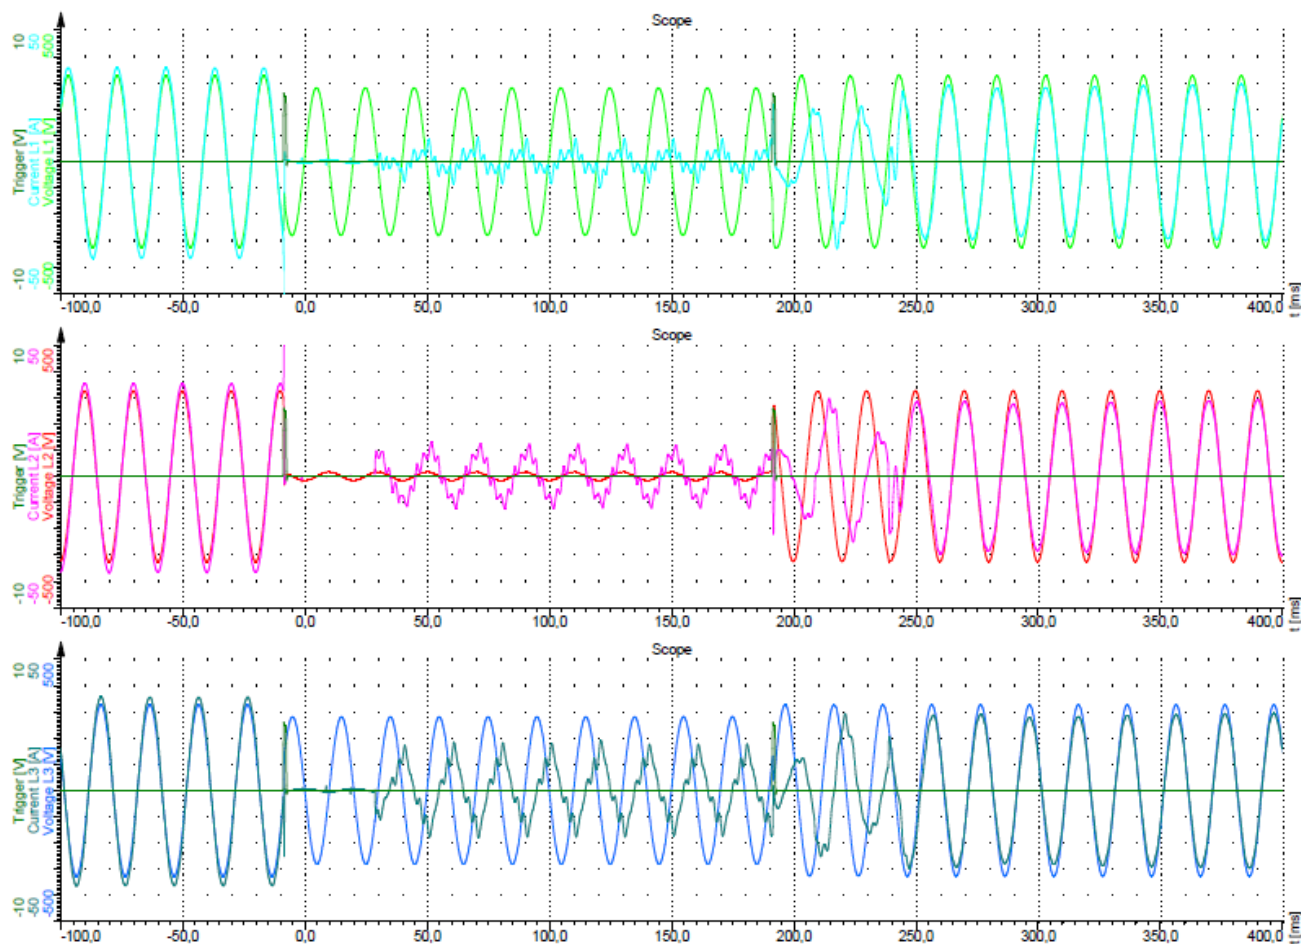 Scope
10
50
500
Trigger [V]
Current L1 [A]
Voltage L1 [V]
-10
-50
-500
-100,0 -50,0 0,0 50,0 100,0 150,0 200,0 250,0 300,0 350,0 400,0 t [ms]
Scope
10
50
500
Trigger [V]
Current L2 [A]
Voltage L2 [V]
-10
-50
-500
-100,0 -50,0 0,0 50,0 100,0 150,0 200,0 250,0 300,0 350,0 400,0 t [ms]
Scope
10
50
500
Trigger [V]
Current L3 [A]
Voltage L3 [V]
-10
-50
-500
-100,0 -50,0 0,0 50,0 100,0 150,0 200,0 250,0 300,0 350,0 400,0 t [ms]